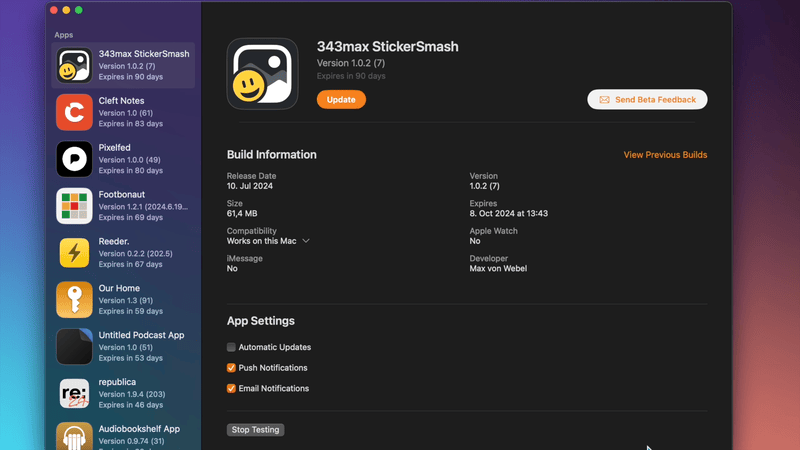 Apps
343max StickerSmash
Version 1.0.2 (7)
Expires in 90 days
Cleft Notes
Version 1.0 (61)
Expires in 83 days
Pixelfed
Version 1.0.0 (49)
Expires in 80 days
Footbonaut
Version 1.2.1 (2024.6.19...
Expires in 69 days
Reeder.
Version 0.2.2 (202.5)
Expires in 67 days
Our Home
Version 1.3 (91)
Expires in 59 days
Untitled Podcast App
Version 1.0 (51)
Expires in 53 days
re:
republica
Version 1.9.4 (203)
Expires in 46 days
Audiobookshelf App
Version 0.9.74 (31)
343max StickerSmash
Version 1.0.2 (7)
Expires in 90 days
Update
Send Beta Feedback
Build Information
View Previous Builds
Release Date
10. Jul 2024
Version
1.0.2 (7)
Size
61,4 MB
Expires
8. Oct 2024 at 13:43
Compatibility
Works on this Mac
Apple Watch
No
iMessage
No
Developer
Max von Webel
App Settings
Automatic Updates
Push Notifications
Email Notifications
Stop Testing